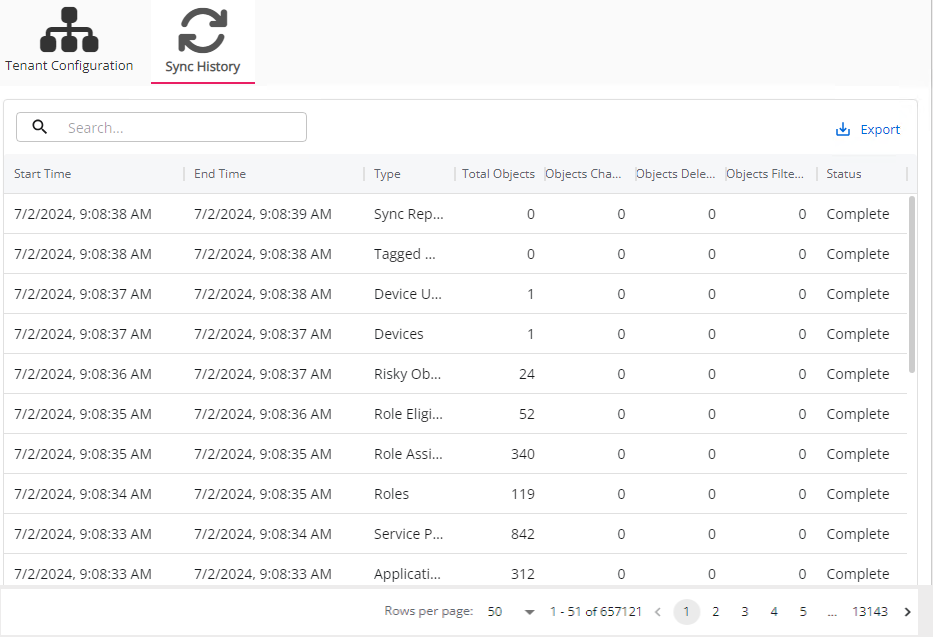 Tenant Configuration
Sync History
Search...
Export
Start Time End Time Type Total Objects Objects Cha... Objects Dele... Objects Filte... Status
7/2/2024, 9:08:38 AM 7/2/2024, 9:08:39 AM Sync Rep... 0 0 0 0 Complete
7/2/2024, 9:08:38 AM 7/2/2024, 9:08:38 AM Tagged ... 0 0 0 0 Complete
7/2/2024, 9:08:37 AM 7/2/2024, 9:08:38 AM Device U... 1 0 0 0 Complete
7/2/2024, 9:08:37 AM 7/2/2024, 9:08:37 AM Devices 1 0 0 0 Complete
7/2/2024, 9:08:36 AM 7/2/2024, 9:08:37 AM Risky Ob... 24 0 0 0 Complete
7/2/2024, 9:08:35 AM 7/2/2024, 9:08:36 AM Role Eligi... 52 0 0 0 Complete
7/2/2024, 9:08:35 AM 7/2/2024, 9:08:35 AM Role Assi... 340 0 0 0 Complete
7/2/2024, 9:08:34 AM 7/2/2024, 9:08:35 AM Roles 119 0 0 0 Complete
7/2/2024, 9:08:33 AM 7/2/2024, 9:08:34 AM Service P... 842 0 0 0 Complete
7/2/2024, 9:08:33 AM 7/2/2024, 9:08:33 AM Applicati... 312 0 0 0 Complete
Rows per page: 50 1 - 51 of 657121 1 2 3 4 5 ... 13143